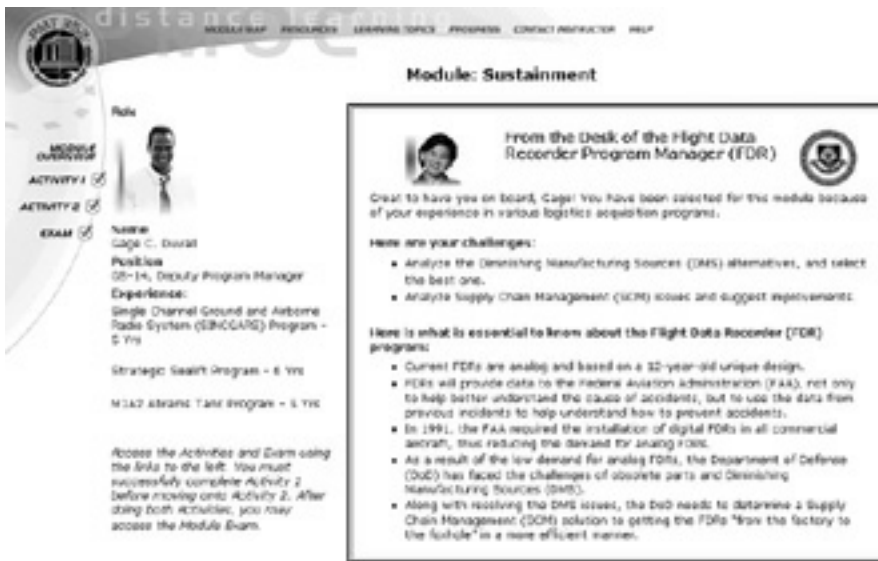 distance learning
MODULE MAP RESOURCES LEARNING TOPICS PROGRESS CONTACT INSTRUCTOR HELP
Module: Sustainment
Role
MODULE
OVERVIEW
ACTIVITY 1
ACTIVITY 2
EXAM
Name
Gage C. Duvall
Position
GS-14, Deputy Program Manager
Experience:
Single Channel Ground and Airborne
Radio System (SINCGARS) Program -
5 Yrs
Strategic Sealift Program - 6 Yrs
M1A2 Abrams Tank Program - 5 Yrs
Access the Activities and Exam using
the links to the left. You must
successfully complete Activity 1
before moving onto Activity 2. After
doing both Activities, you may
access the Module Exam.
From the Desk of the Flight Data
Recorder Program Manager (FDR)
Great to have you on board, Gage! You have been selected for this module because
of your experience in various logistics acquisition programs.
Here are your challenges:
• Analyze the Diminishing Manufacturing Sources (DMS) alternatives, and select
the best one.
• Analyze Supply Chain Management (SCM) issues and suggest improvements
Here is what is essential to know about the Flight Data Recorder (FDR)
program:
• Current FDRs are analog and based on a 32-year-old unique design.
• FDRs will provide data to the Federal Aviation Administration (FAA), not only
to help better understand the cause of accidents, but to use the data from
previous incidents to help understand how to prevent accidents.
• In 1991, the FAA required the installation of digital FDRs in all commercial
aircraft, thus reducing the demand for analog FDRs.
• As a result of the low demand for analog FDRs, the Department of Defense
(DoD) has faced the challenges of obsolete parts and Diminishing
Manufacturing Sources (DMS).
• Along with resolving the DMS issues, the DoD needs to determine a Supply
Chain Management (SCM) solution to getting the FDRs "from the factory to
the foxhole" in a more efficient manner.